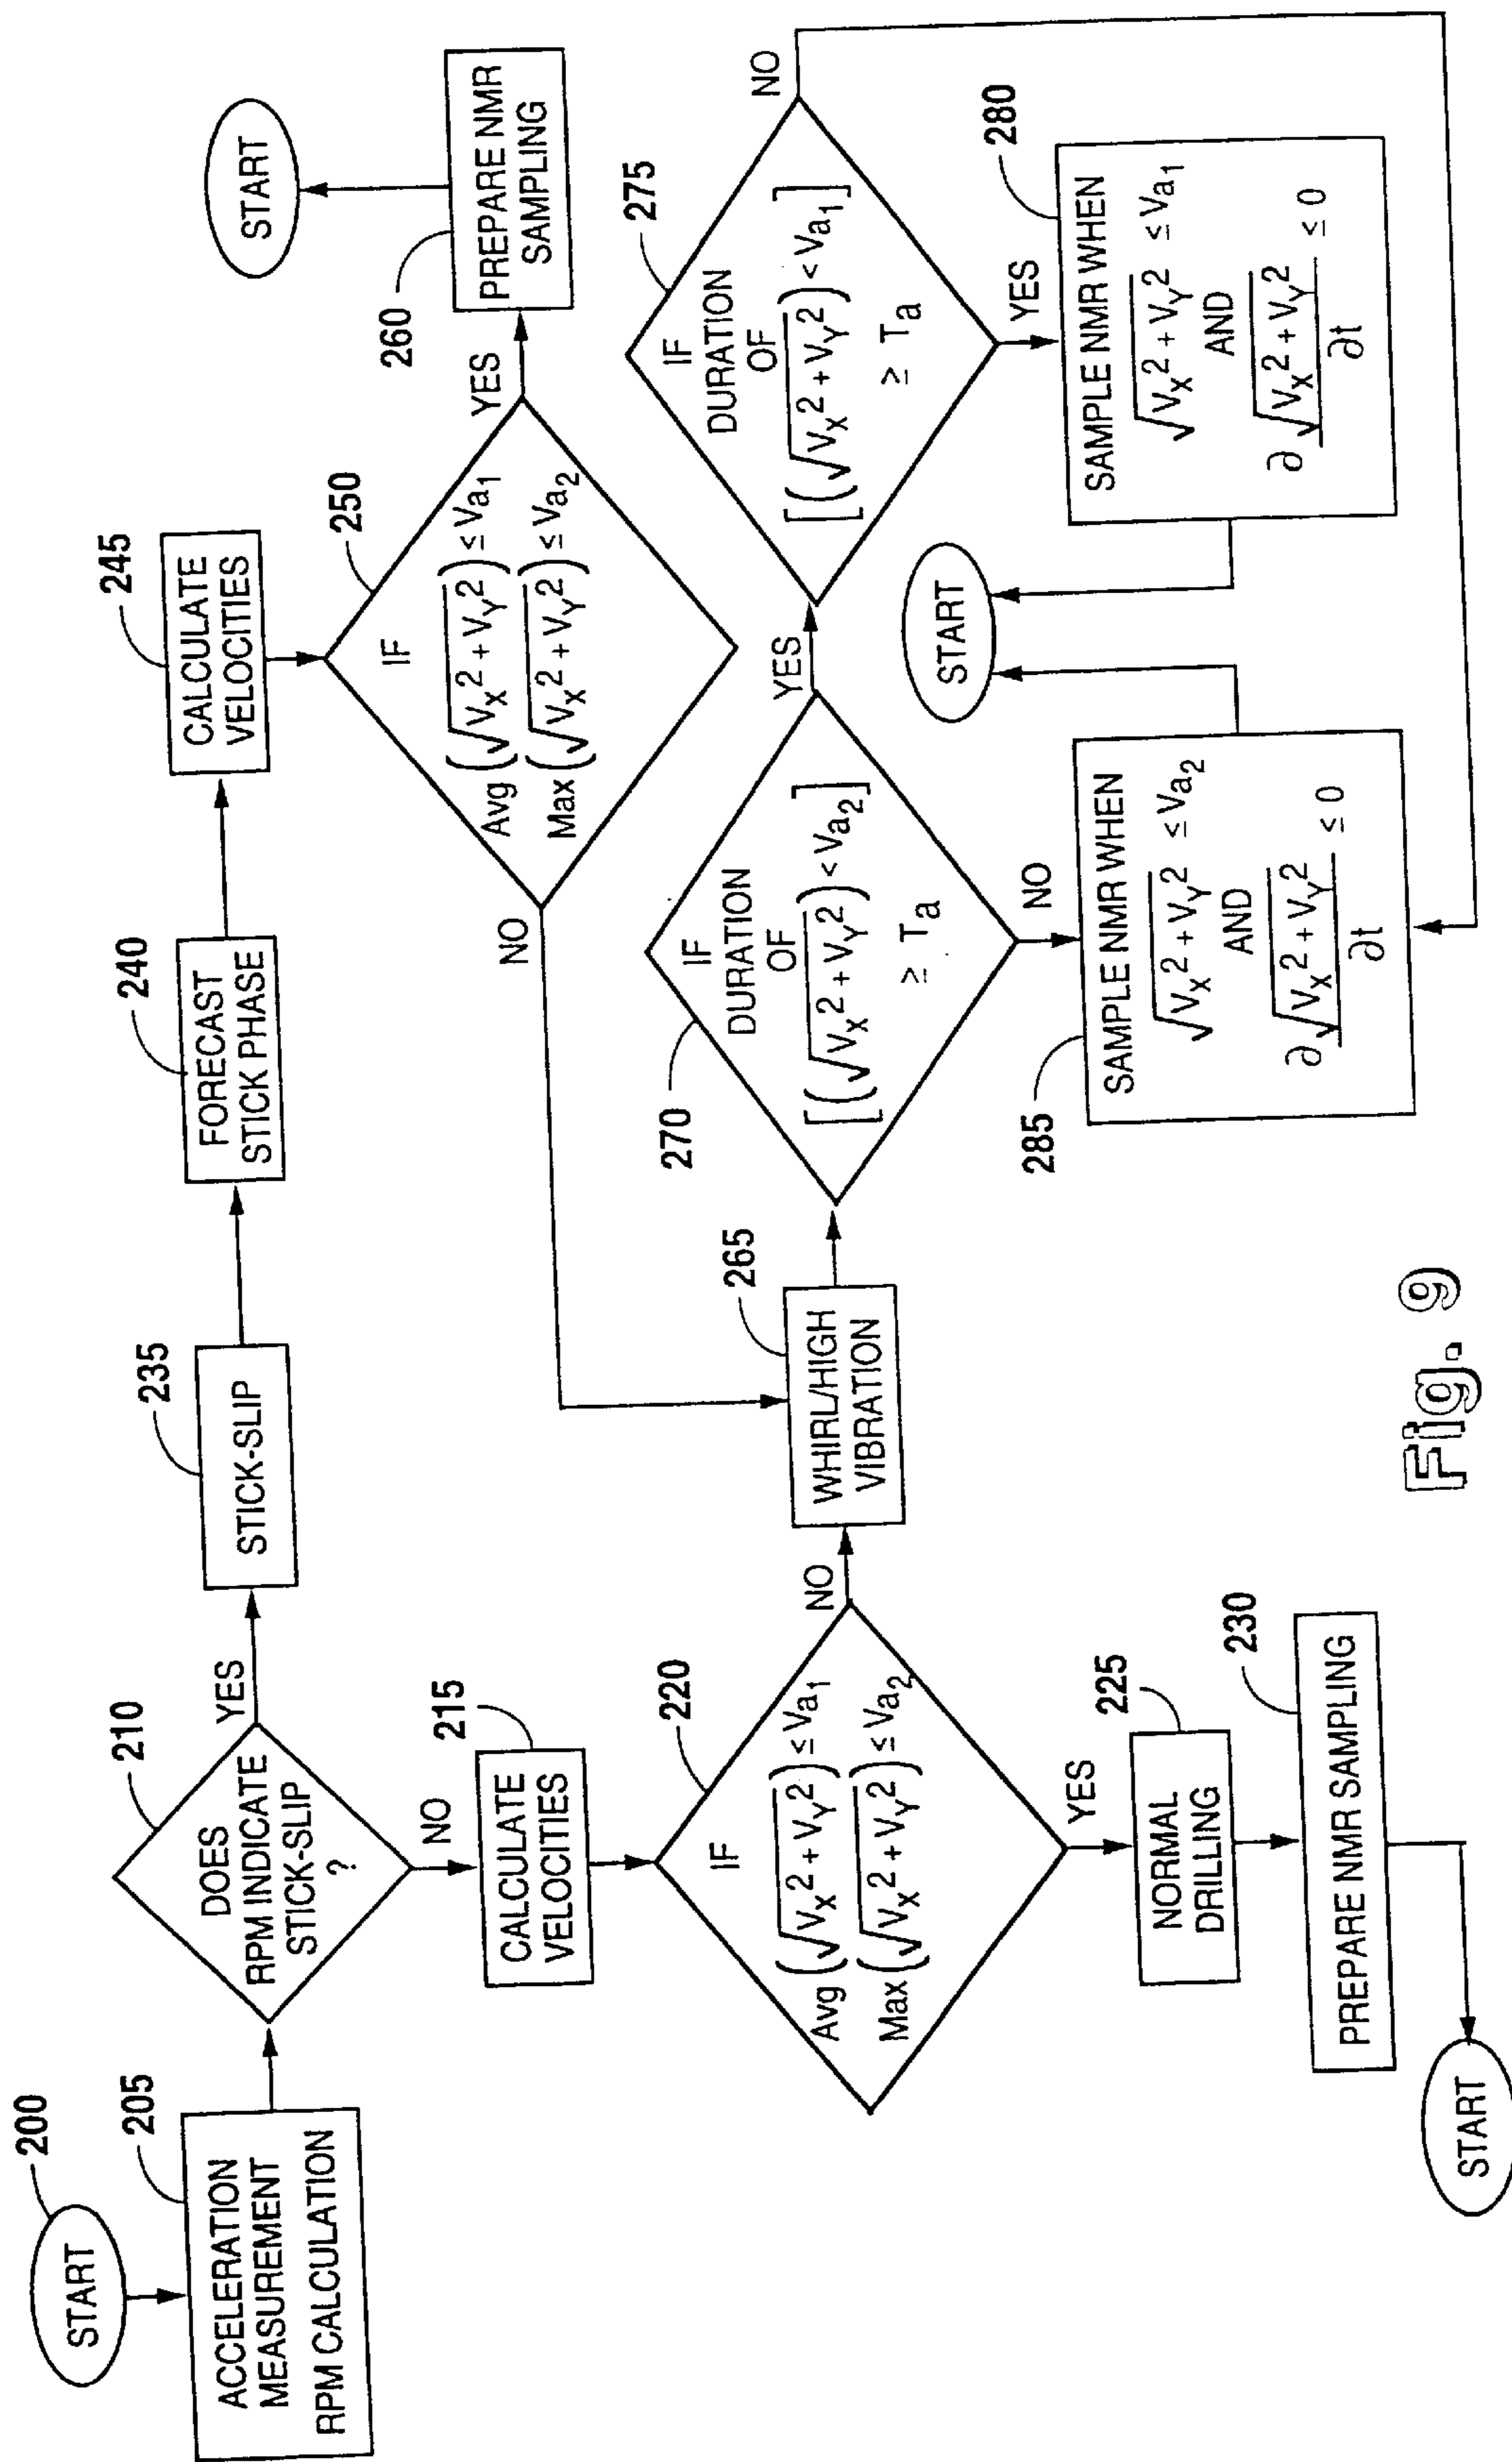 200
START
205
ACCELERATION
MEASUREMENT
RPM CALCULATION
210
DOES
RPM INDICATE
STICK-SLIP
?
YES
NO
235
STICK-SLIP
240
FORECAST
STICK PHASE
245
CALCULATE
VELOCITIES
250
IF
Avg (√Vx² + Vy²) ≤ Va₁
Max (√Vx² + Vy²) ≤ Va₂
YES
NO
260
PREPARE NMR
SAMPLING
START
215
CALCULATE
VELOCITIES
220
IF
Avg (√Vx² + VY²) ≤ Va₁
Max (√Vx² + VY²) ≤ Va₂
NO
YES
225
NORMAL
DRILLING
230
PREPARE NMR SAMPLING
START
265
WHIRL/HIGH
VIBRATION
270
IF
DURATION
OF
[(√Vx² + VY²) < Va₂]
≥ Ta
YES
NO
275
IF
DURATION
OF
[(√Vx² + VY²) < Va₁]
≥ Ta
NO
YES
START
285
SAMPLE NMR WHEN
√Vx² + VY² ≤ Va₂
AND
∂√Vx² + VY² ≤ 0
∂t
280
SAMPLE NMR WHEN
√Vx² + VY² ≤ Va₁
AND
∂√Vx² + VY² ≤ 0
∂t
Fig. 9